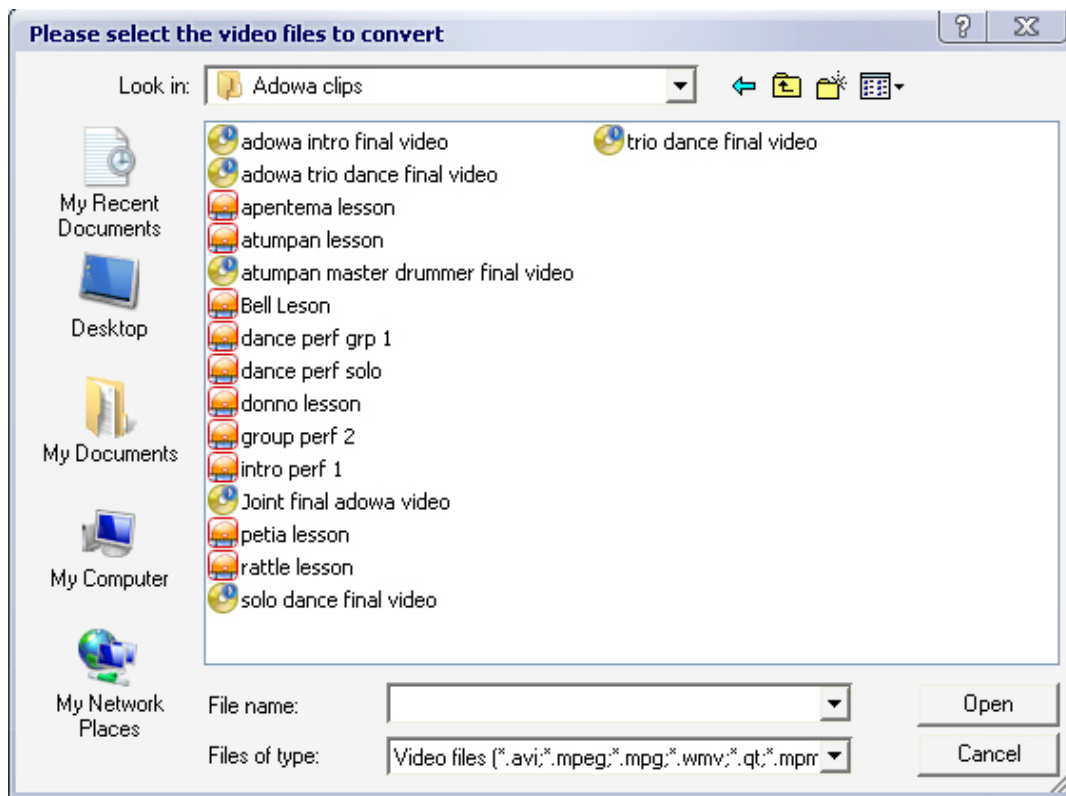 Please select the video files to convert
Look in:
Adowa clips
My Recent
Documents
Desktop
My Documents
My Computer
My Network
Places
adowa intro final video
adowa trio dance final video
apentema lesson
atumpan lesson
atumpan master drummer final video
Bell Leson
dance perf grp 1
dance perf solo
donno lesson
group perf 2
intro perf 1
Joint final adowa video
petia lesson
rattle lesson
solo dance final video
trio dance final video
File name:
Open
Files of type:
Video files (*.avi;*.mpeg;*.mpg;*.wmv;*.qt;*.mpm
Cancel